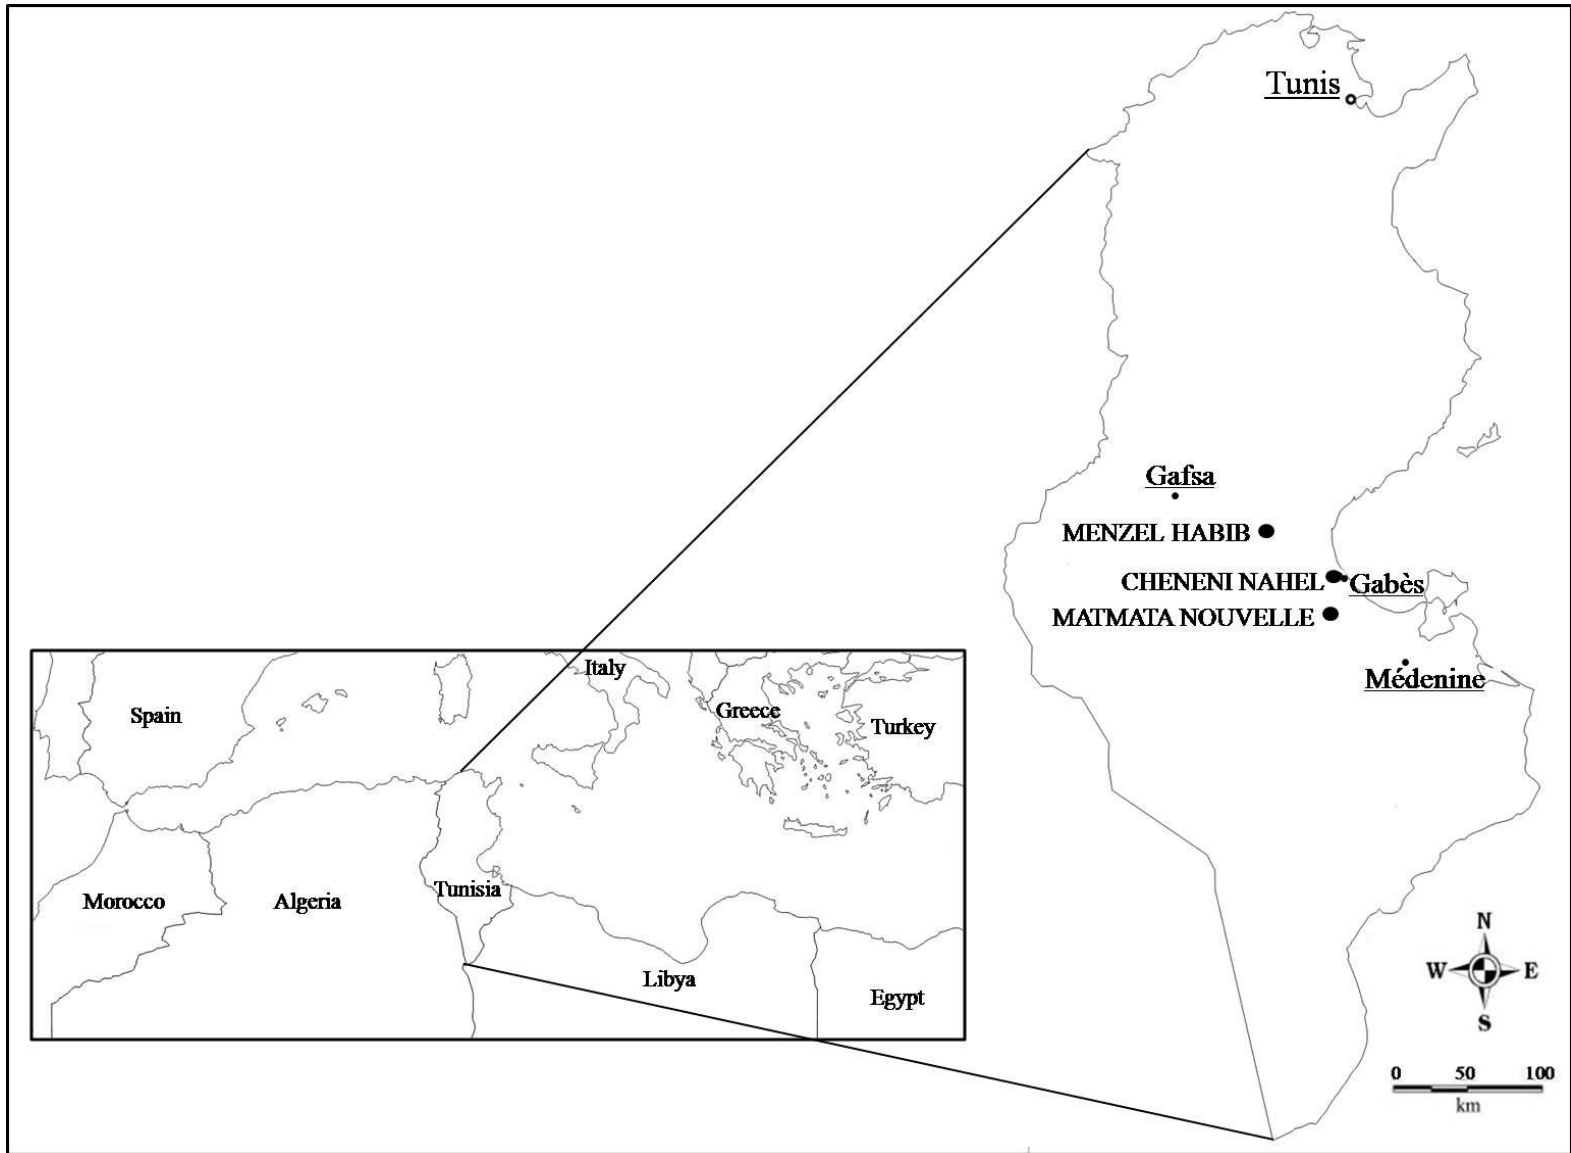 Tunis
Gafsa
MENZEL HABIB
CHENENI NAHEL
Gabès
MATMATA NOUVELLE
Médenine
Italy
Spain
Greece
Turkey
Morocco
Algeria
Tunisia
Libya
Egypt
N
W E
S
0 50 100
km